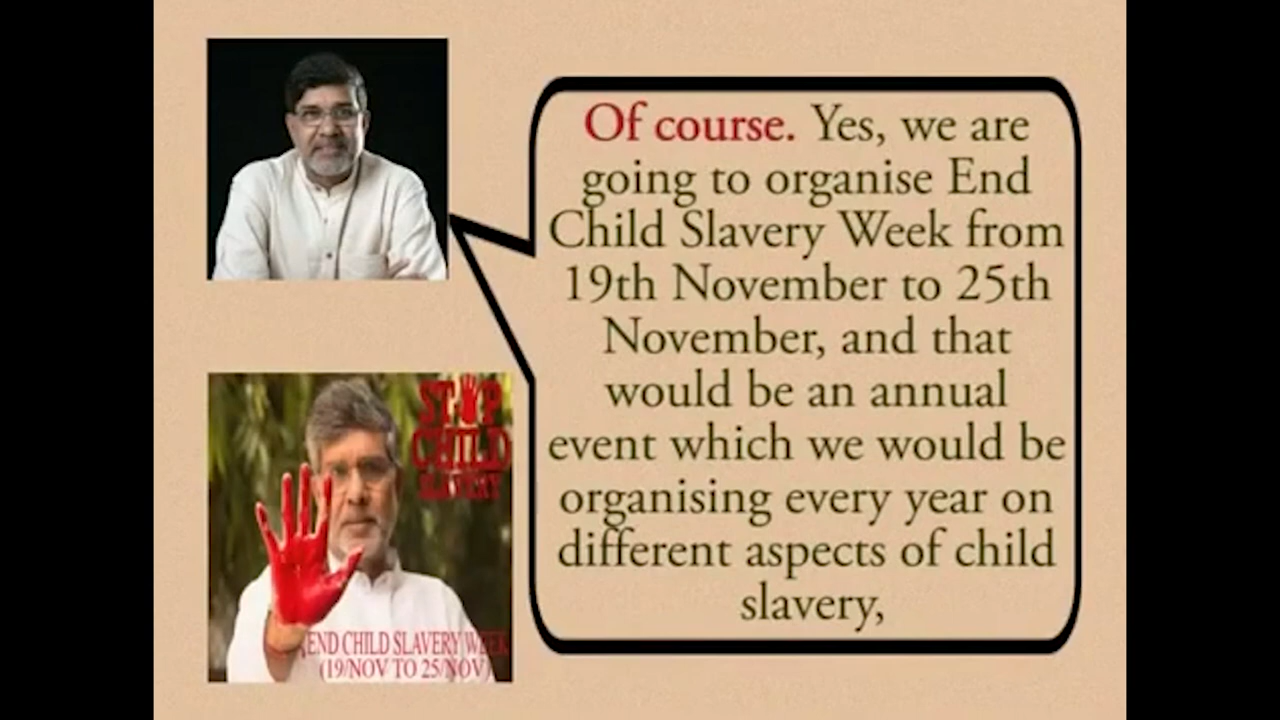 Of course. Yes, we are
going to organise End
Child Slavery Week from
19th November to 25th
November, and that
would be an annual
event which we would be
organising every year on
different aspects of child
slavery,
STOP
CHILD
SLAVERY
END CHILD SLAVERY WEEK
(19/NOV TO 25/NOV)